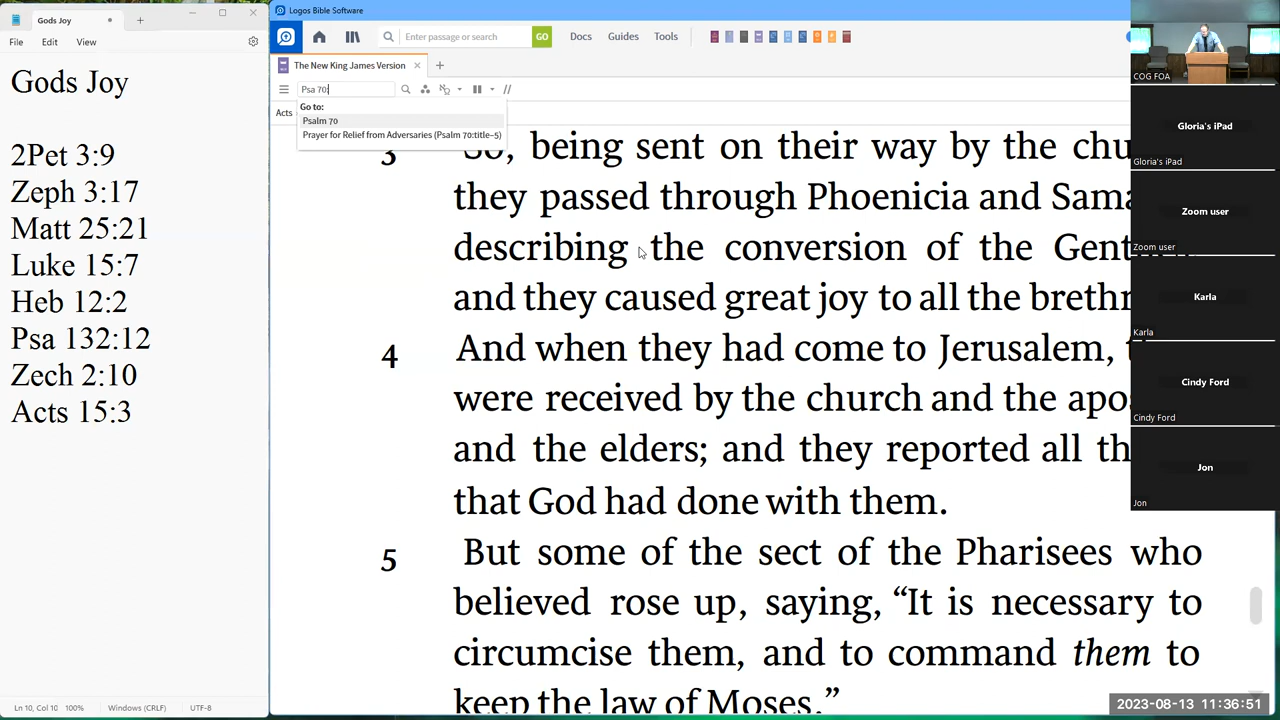 Gods Joy
File Edit View
Gods Joy
2Pet 3:9
Zeph 3:17
Matt 25:21
Luke 15:7
Heb 12:2
Psa 132:12
Zech 2:10
Acts 15:3
Ln 10, Col 10 100% Windows (CRLF) UTF-8
Logos Bible Software
Enter passage or search GO Docs Guides Tools
The New King James Version
Psa 70:
Go to:
Acts
Psalm 70
Prayer for Relief from Adversaries (Psalm 70:title–5)
3 So, being sent on their way by the
they passed through Phoenicia and
describing the conversion of the
and they caused great joy to all the
4 And when they had come to Jerusalem,
were received by the church and the
and the elders; and they reported all
that God had done with them.
5 But some of the sect of the Pharisees who
believed rose up, saying, “It is necessary to
circumcise them, and to command them to
keep the law of Moses.”
COG FOA
Gloria's iPad
Gloria's iPad
Zoom user
Zoom user
Karla
Karla
Cindy Ford
Cindy Ford
Jon
Jon
2023-08-13 11:36:51